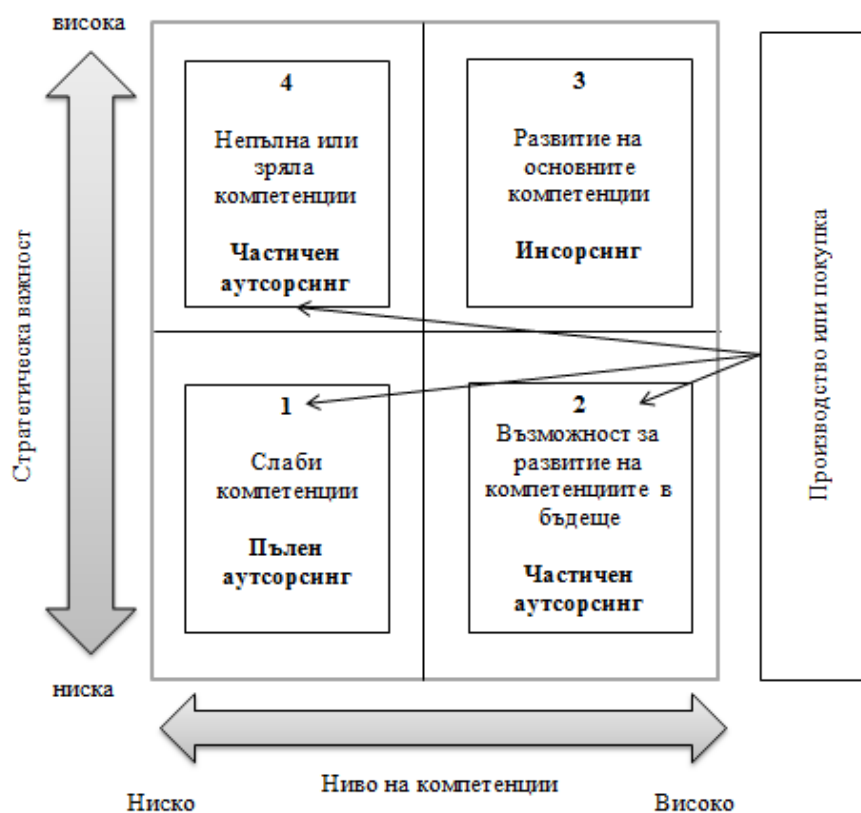 висока
4
Непълна или
зряла
компетенции
Частичен
аутсорсинг
3
Развитие на
основните
компетенции
Инсорсинг
Стратегическа важност
Производство или покупка
1
Слаби
компетенции
Пълен
аутсорсинг
2
Възможност за
развитие на
компетенциите в
бъдеще
Частичен
аутсорсинг
ниска
Ниво на компетенции
Ниско
Високо